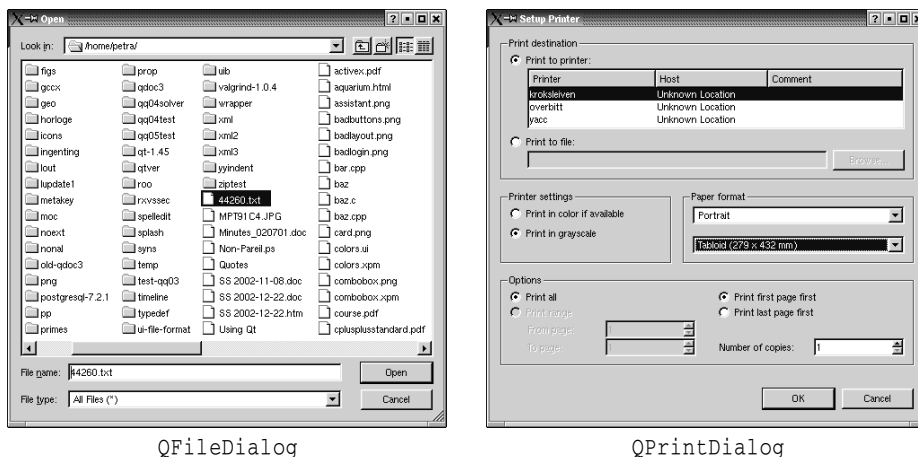 Open
Look in: /home/petra/
figs prop uib activex.pdf
gccx qdoc3 valgrind-1.0.4 aquarium.html
geo qq04solver wrapper assistant.png
horloge qq04test xml badbuttons.png
icons qq05test xml2 badlayout.png
ingenting qt-1.45 xml3 badlogin.png
lout qtver yyindent bar.cpp
lupdate1 roo ziptest baz
metakey rxvssec 44260.txt baz.c
moc spelledit MPT91C4.JPG baz.cpp
noext splash Minutes_020701.doc card.png
nonal syns Non-Pareil.ps colors.ui
old-qdoc3 temp Quotes colors.xpm
png test-qq03 SS 2002-11-08.doc combobox.png
postgresql-7.2.1 timeline SS 2002-12-22.doc combobox.xpm
pp typedef SS 2002-12-22.htm course.pdf
primes ui-file-format Using Qt cplusplusstandard.pdf
File name: 44260.txt Open
File type: All Files (*) Cancel
QFileDialog
Setup Printer
Print destination
Print to printer:
Printer Host Comment
kroksleiven Unknown Location
overbitt Unknown Location
yacc Unknown Location
Print to file:
Browse...
Printer settings
Print in color if available
Print in grayscale
Paper format
Portrait
Tabloid (279 x 432 mm)
Options
Print all
Print range
From page: 1
To page: 1
Print first page first
Print last page first
Number of copies: 1
OK Cancel
QPrintDialog